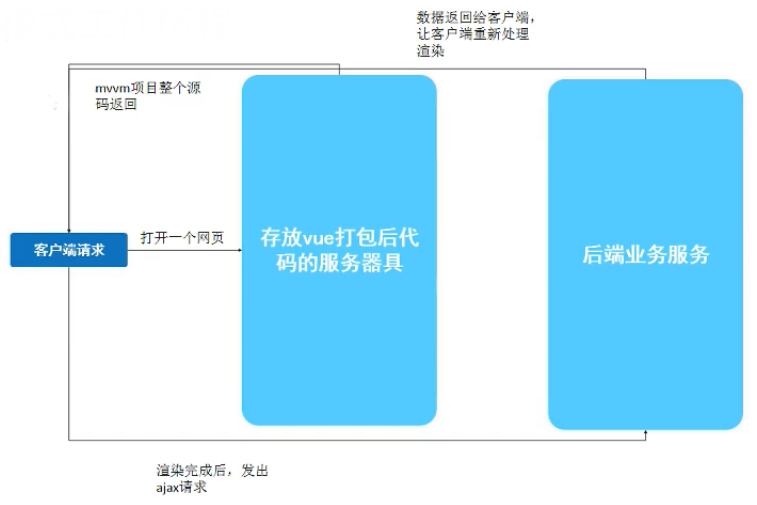 数据返回给客户端，
让客户端重新处理
渲染
mvvm项目整个源
码返回
客户端请求
打开一个网页
存放vue打包后代
码的服务器具
后端业务服务
渲染完成后，发出
ajax请求